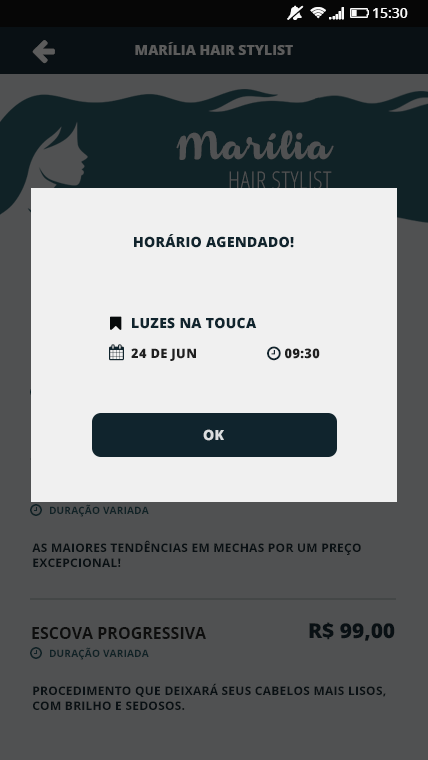 15:30
MARÍLIA HAIR STYLIST
Marília
HAIR STYLIST
HORÁRIO AGENDADO!
LUZES NA TOUCA
24 DE JUN 09:30
OK
DURAÇÃO VARIADA
AS MAIORES TENDÊNCIAS EM MECHAS POR UM PREÇO
EXCEPCIONAL!
ESCOVA PROGRESSIVA R$ 99,00
DURAÇÃO VARIADA
PROCEDIMENTO QUE DEIXARÁ SEUS CABELOS MAIS LISOS,
COM BRILHO E SEDOSOS.